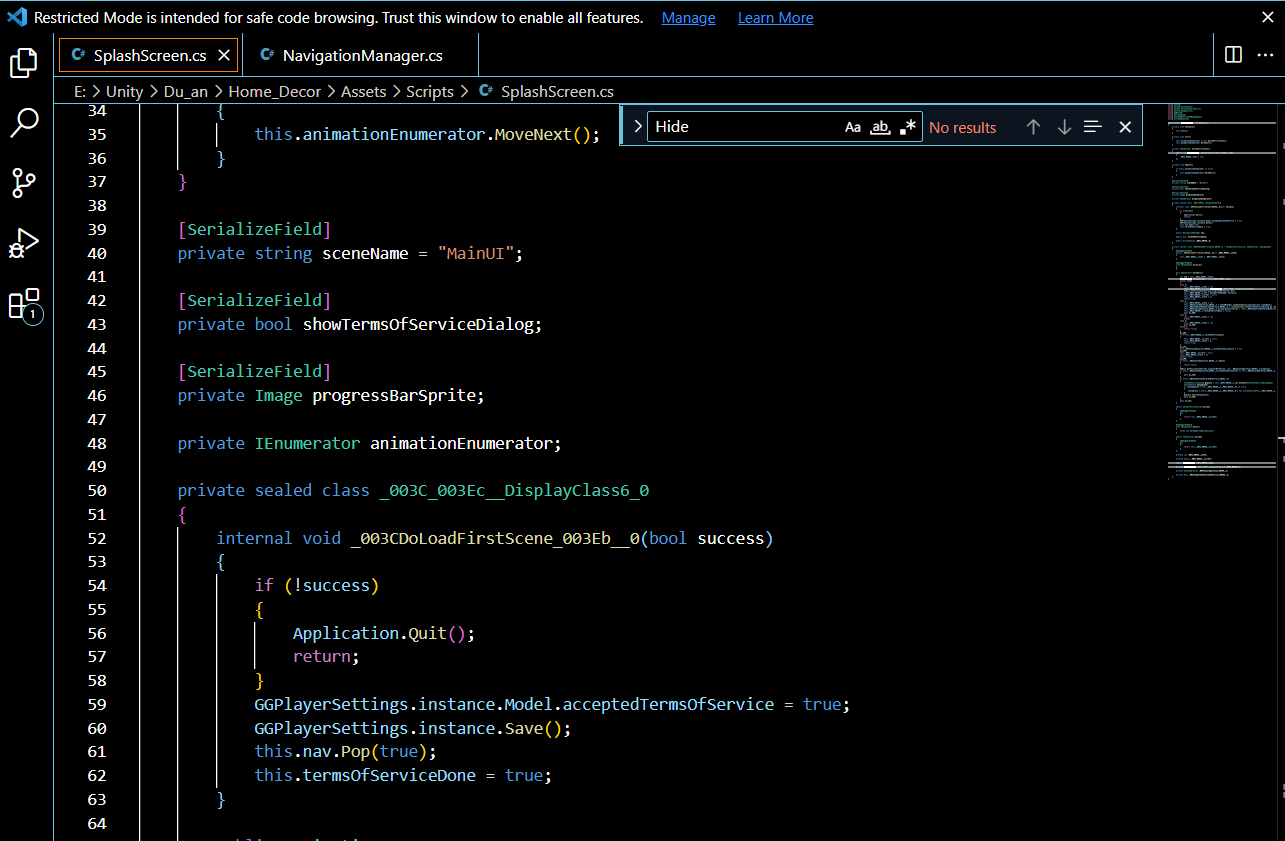 Restricted Mode is intended for safe code browsing. Trust this window to enable all features. Manage Learn More
SplashScreen.cs NavigationManager.cs
E: > Unity > Du_an > Home_Decor > Assets > Scripts > SplashScreen.cs
Hide Aa ab .* No results
34 {
35 this.animationEnumerator.MoveNext();
36 }
37 }
38
39 [SerializeField]
40 private string sceneName = "MainUI";
41
42 [SerializeField]
43 private bool showTermsOfServiceDialog;
44
45 [SerializeField]
46 private Image progressBarSprite;
47
48 private IEnumerator animationEnumerator;
49
50 private sealed class _003C_003Ec__DisplayClass6_0
51 {
52 internal void _003CDoLoadFirstScene_003Eb__0(bool success)
53 {
54 if (!success)
55 {
56 Application.Quit();
57 return;
58 }
59 GGPlayerSettings.instance.Model.acceptedTermsOfService = true;
60 GGPlayerSettings.instance.Save();
61 this.nav.Pop(true);
62 this.termsOfServiceDone = true;
63 }
64
1